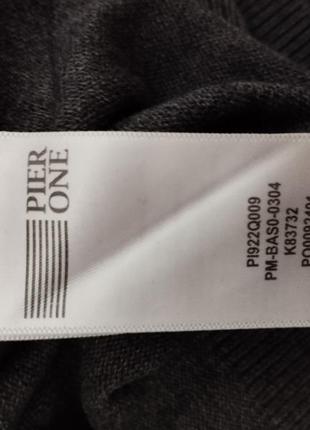 PIER
ONE
PI922Q009
PM-BAS0-0304
K83732